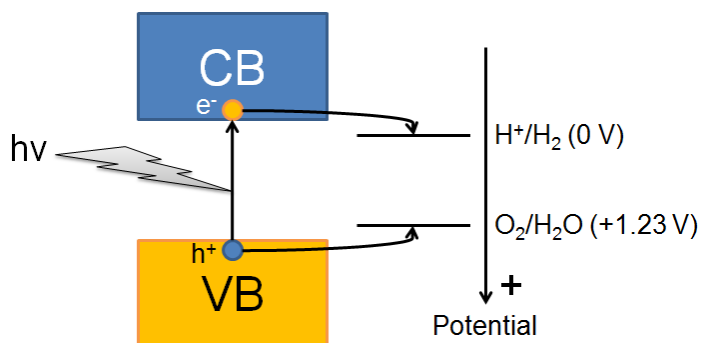 CB
e⁻
hv
H⁺/H₂ (0 V)
O₂/H₂O (+1.23 V)
h⁺
VB
+
Potential